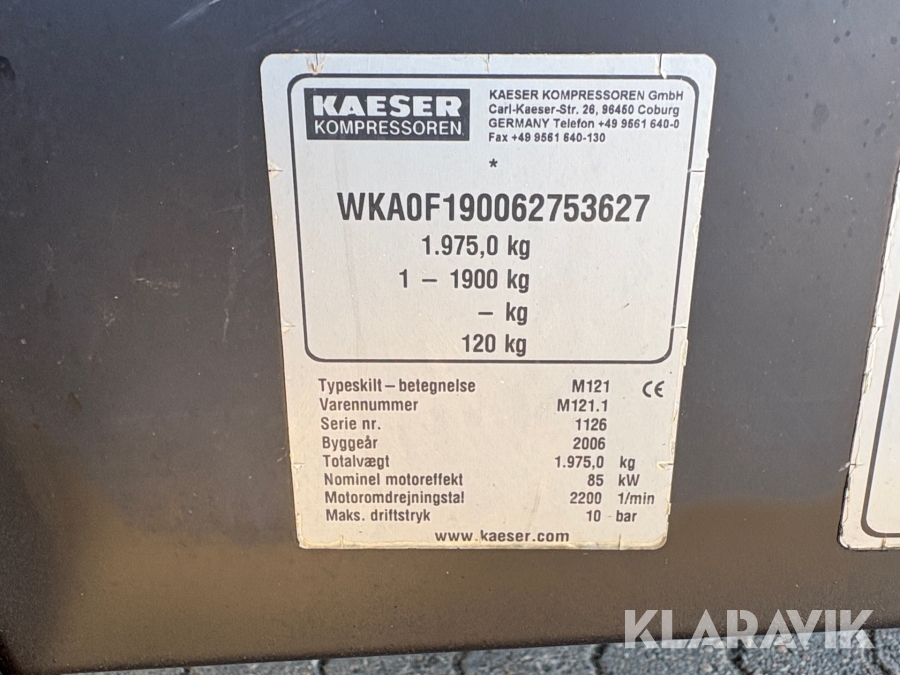 KAESER
KOMPRESSOREN
KAESER KOMPRESSOREN GmbH
Carl-Kaeser-Str. 26, 96450 Coburg
GERMANY Telefon +49 9561 640-0
Fax +49 9561 640-130
*
WKA0F190062753627
1.975,0 kg
1 – 1900 kg
– kg
120 kg
Typeskilt – betegnelse M121 CE
Varennummer M121.1
Serie nr. 1126
Byggeår 2006
Totalvægt 1.975,0 kg
Nominel motoreffekt 85 kW
Motoromdrejningstal 2200 1/min
Maks. driftstryk 10 bar
www.kaeser.com
KLARAVIK